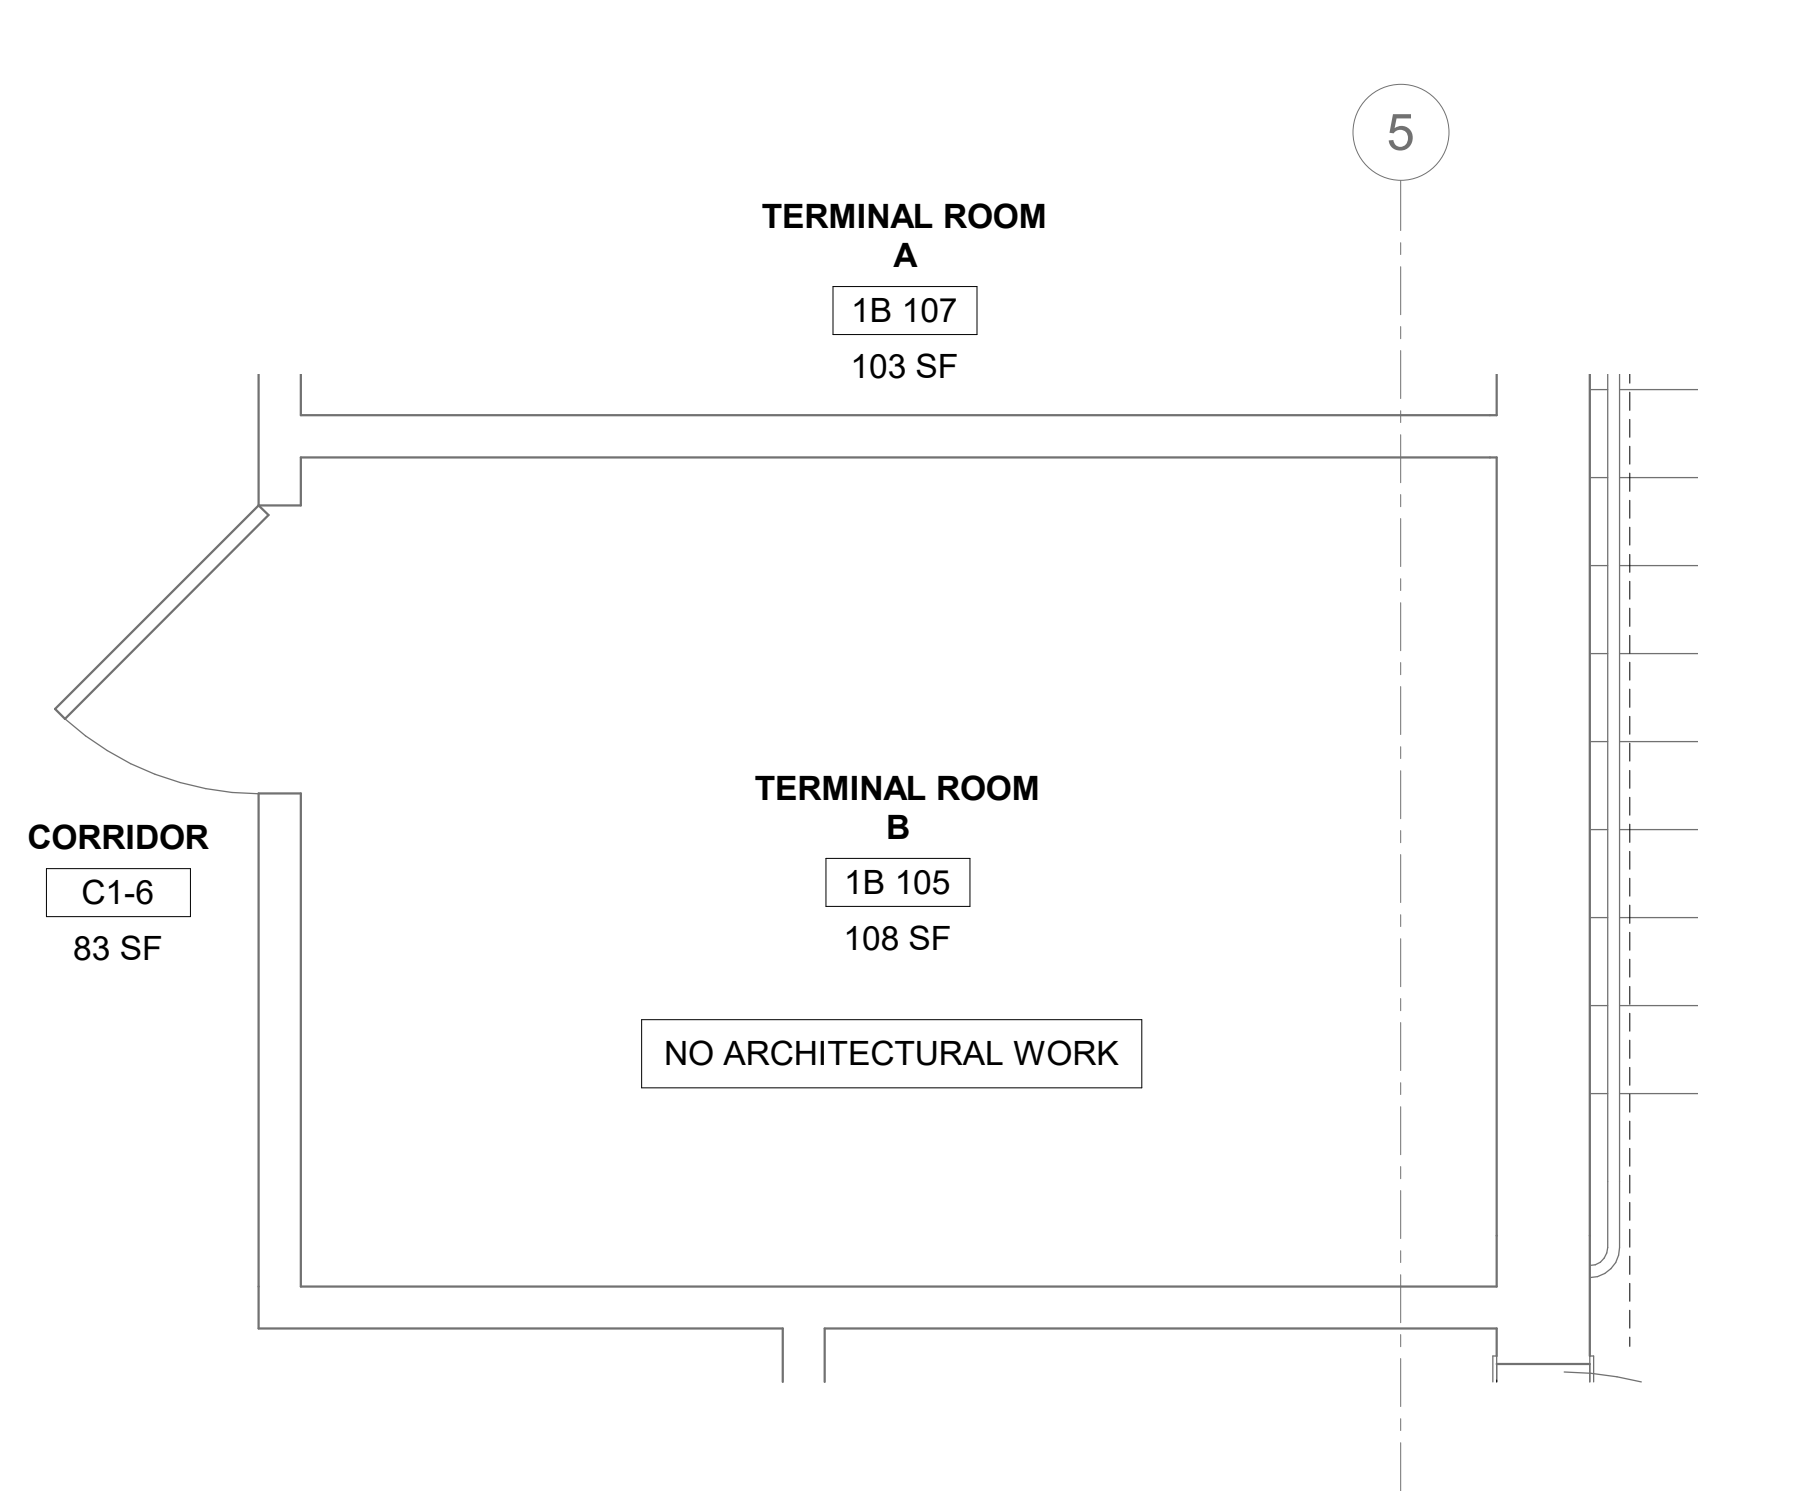 5
TERMINAL ROOM
A
1B 107
103 SF
TERMINAL ROOM
B
1B 105
108 SF
NO ARCHITECTURAL WORK
CORRIDOR
C1-6
83 SF